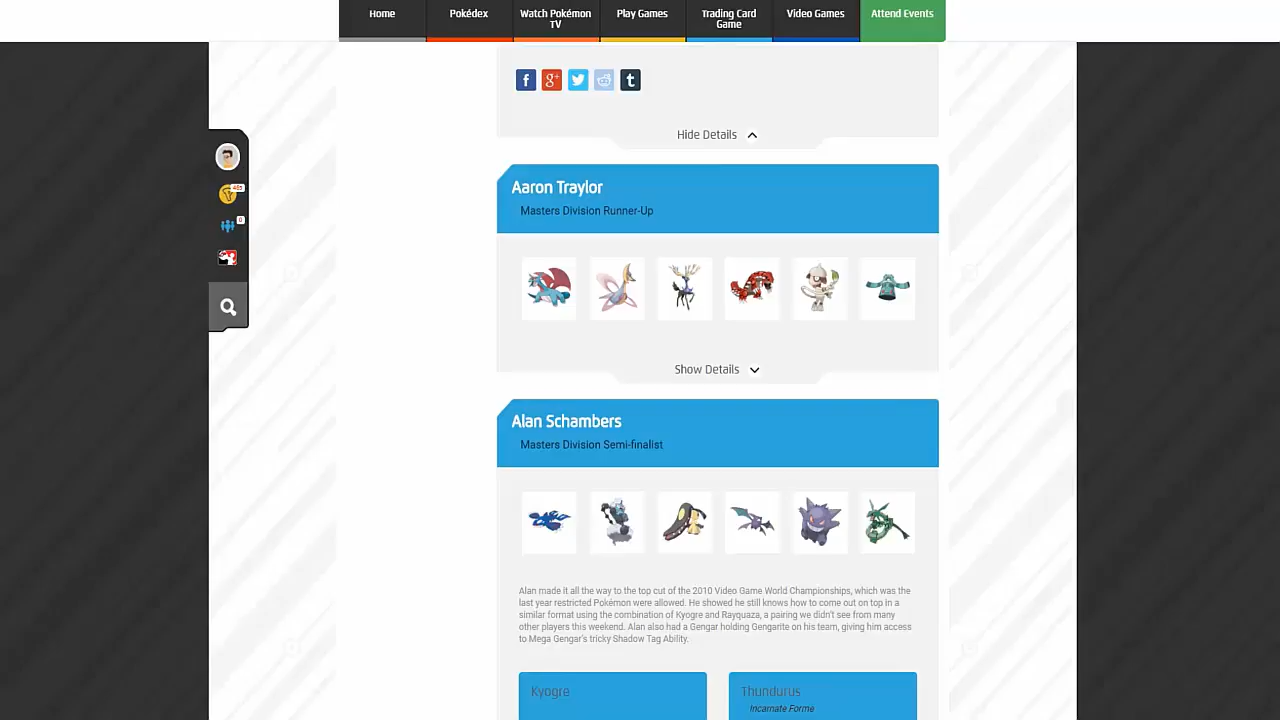 Home
Pokédex
Watch Pokémon
TV
Play Games
Trading Card
Game
Video Games
Attend Events
f
g+
t
Hide Details
Aaron Traylor
Masters Division Runner-Up
0
Show Details
Alan Schambers
Masters Division Semi-finalist
Alan made it all the way to the top cut of the 2010 Video Game World Championships, which was the
last year restricted Pokémon were allowed. He showed he still knows how to come out on top in a
similar format using the combination of Kyogre and Rayquaza, a pairing we didn't see from many
other players this weekend. Alan also had a Gengar holding Gengarite on his team, giving him access
to Mega Gengar's tricky Shadow Tag Ability.
Kyogre
Thundurus
Incarnate Forme